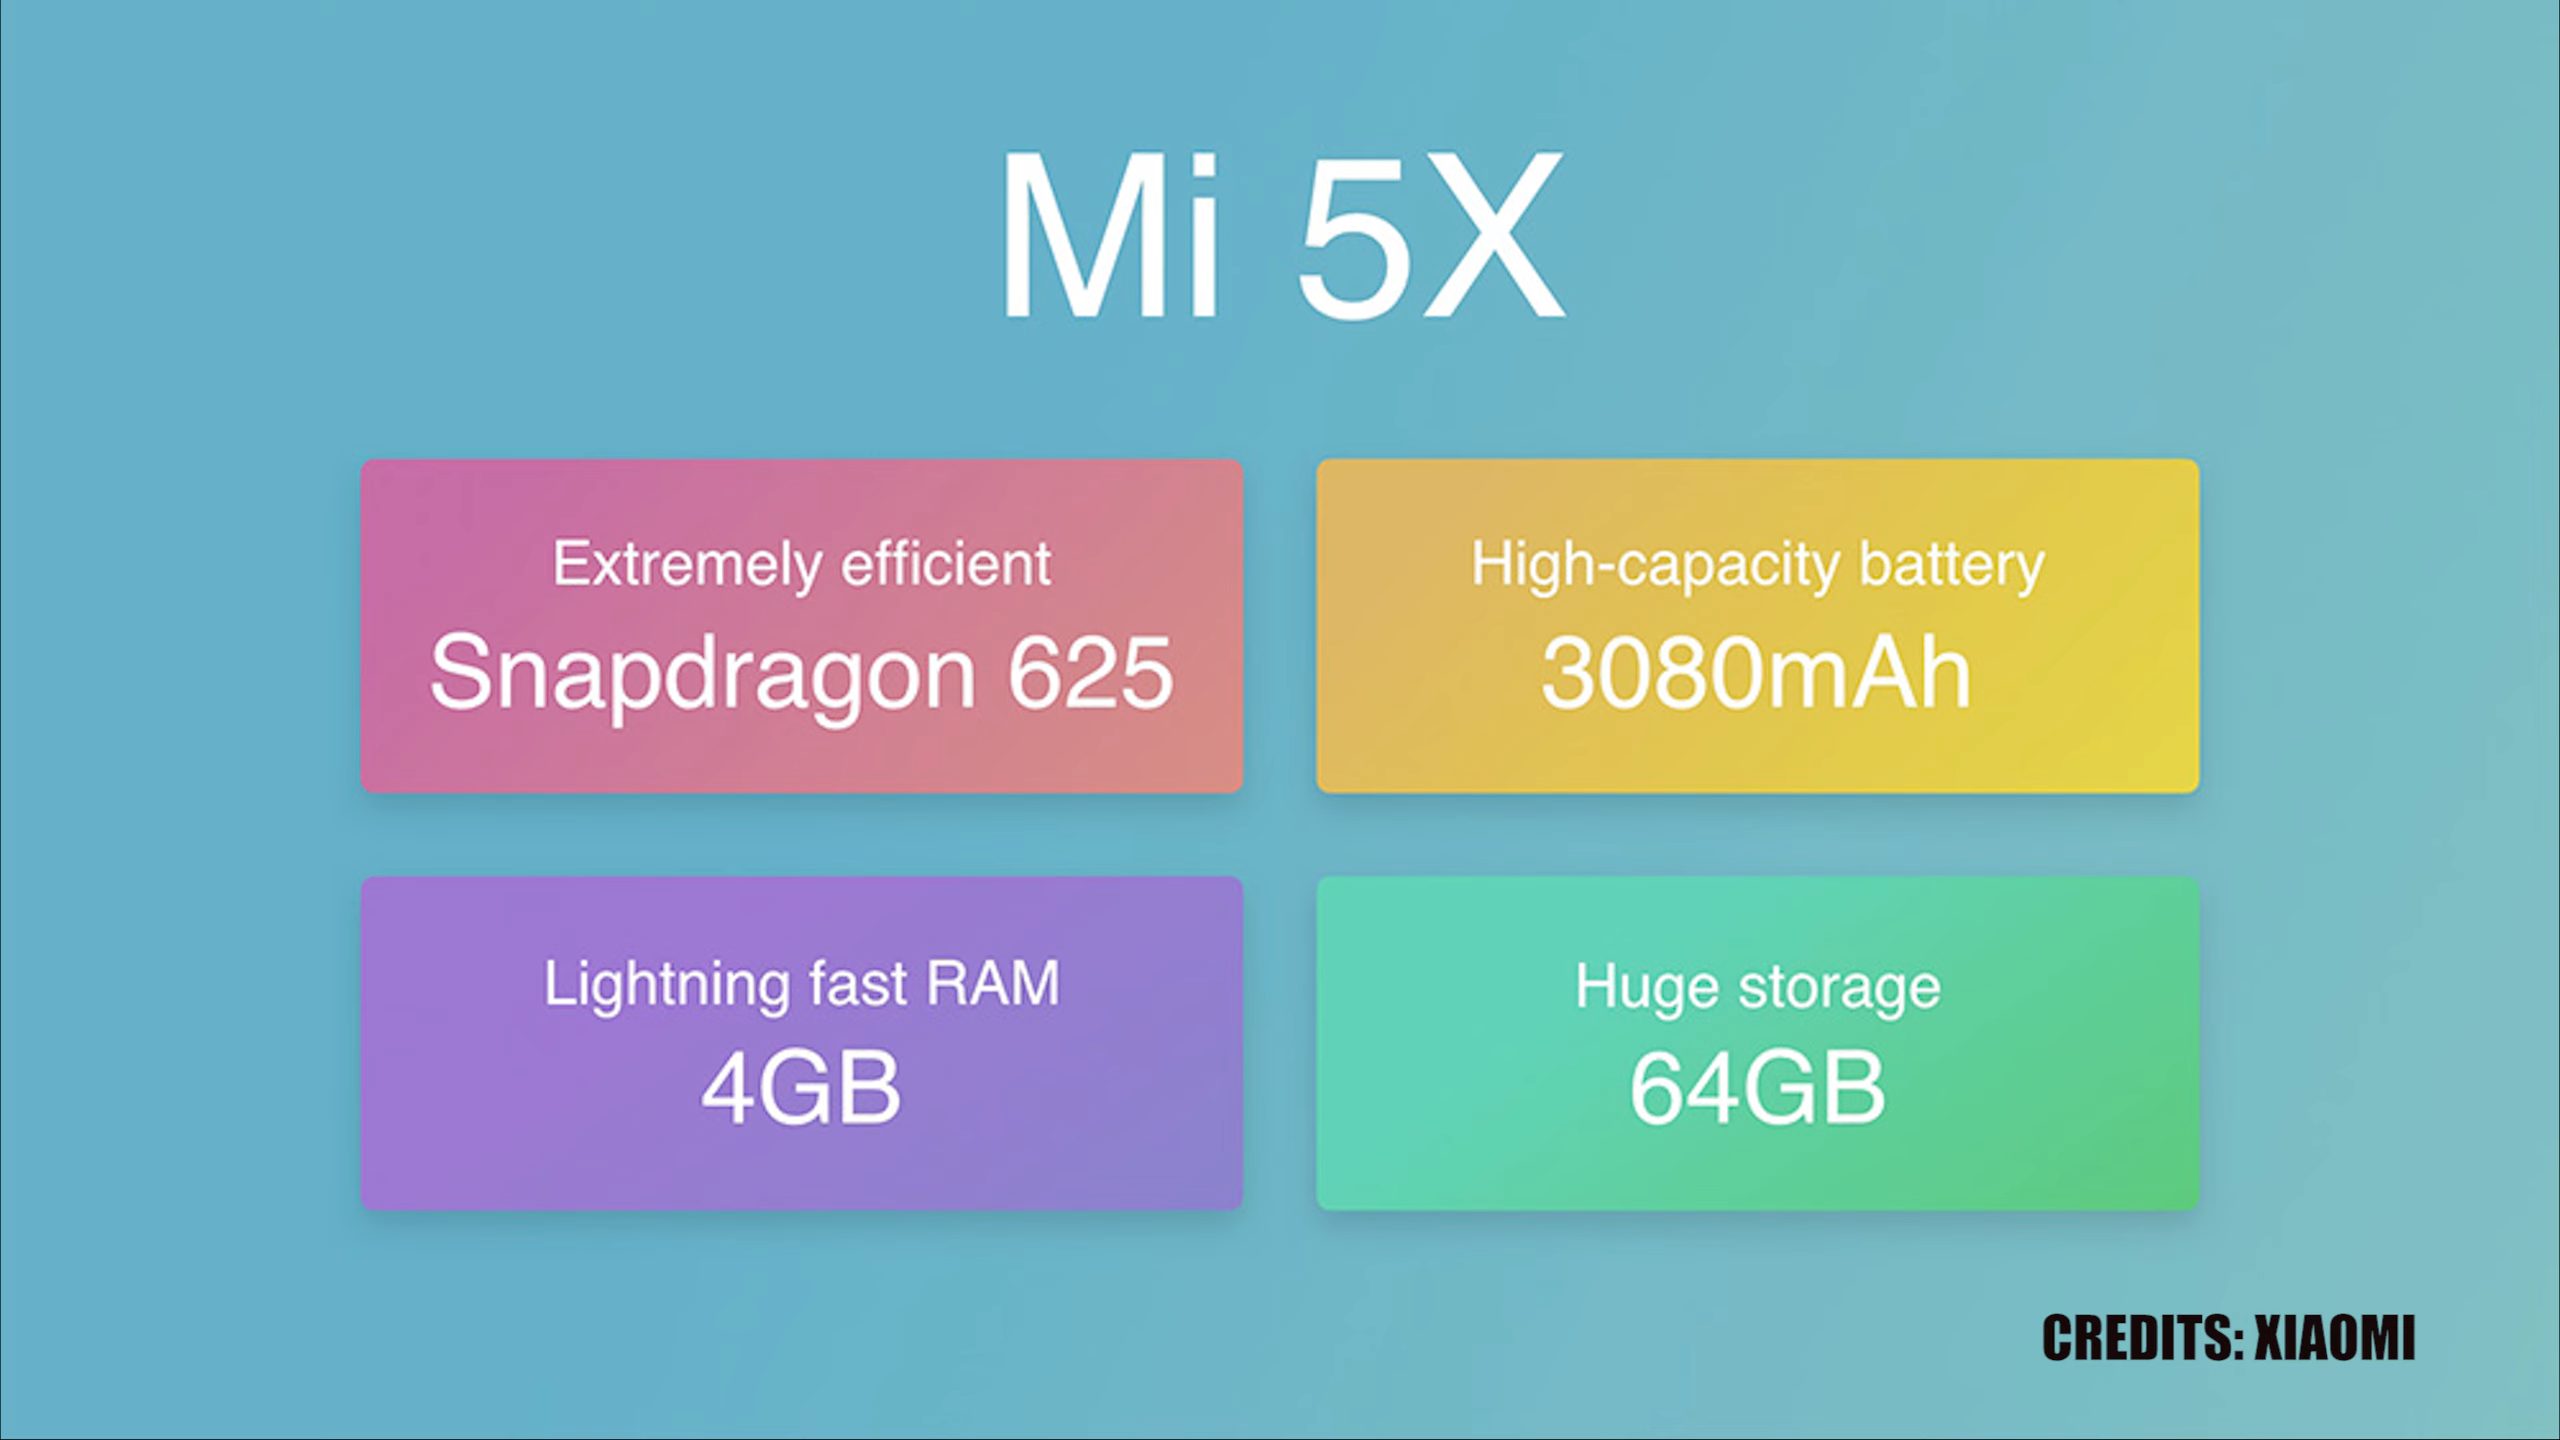 Mi 5X
Extremely efficient
Snapdragon 625
High-capacity battery
3080mAh
Lightning fast RAM
4GB
Huge storage
64GB
CREDITS: XIAOMI